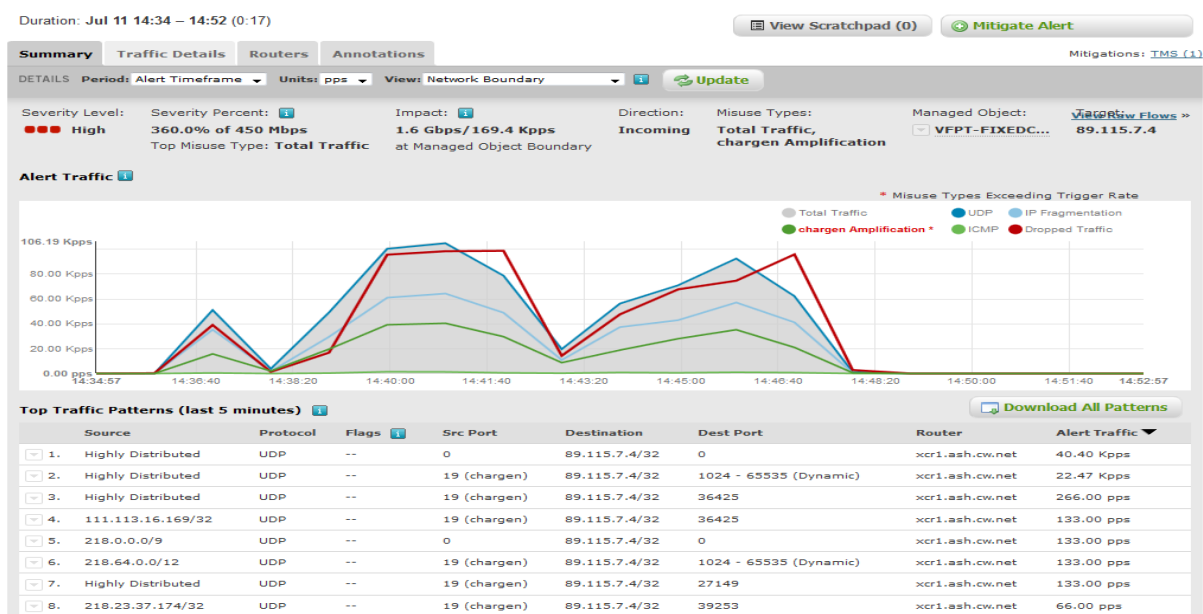 Duration: Jul 11 14:34 – 14:52 (0:17)
View Scratchpad (0)
Mitigate Alert
Summary Traffic Details Routers Annotations
Mitigations: TMS (1)
DETAILS Period: Alert Timeframe Units: pps View: Network Boundary Update
Severity Level: Severity Percent: Impact: Direction: Misuse Types: Managed Object: Target:
View Raw Flows »
High 360.0% of 450 Mbps 1.6 Gbps/169.4 Kpps Incoming Total Traffic, VFPT-FIXEDC... 89.115.7.4
Top Misuse Type: Total Traffic at Managed Object Boundary chargen Amplification
Alert Traffic
* Misuse Types Exceeding Trigger Rate
Total Traffic UDP IP Fragmentation
chargen Amplification * ICMP Dropped Traffic
106.19 Kpps
80.00 Kpps
60.00 Kpps
40.00 Kpps
20.00 Kpps
0.00 pps
14:34:57 14:36:40 14:38:20 14:40:00 14:41:40 14:43:20 14:45:00 14:46:40 14:48:20 14:50:00 14:51:40 14:52:57
Top Traffic Patterns (last 5 minutes)
Download All Patterns
Source Protocol Flags Src Port Destination Dest Port Router Alert Traffic
1. Highly Distributed UDP -- 0 89.115.7.4/32 0 xcr1.ash.cw.net 40.40 Kpps
2. Highly Distributed UDP -- 19 (chargen) 89.115.7.4/32 1024 - 65535 (Dynamic) xcr1.ash.cw.net 22.47 Kpps
3. Highly Distributed UDP -- 19 (chargen) 89.115.7.4/32 36425 xcr1.ash.cw.net 266.00 pps
4. 111.113.16.169/32 UDP -- 19 (chargen) 89.115.7.4/32 36425 xcr1.ash.cw.net 133.00 pps
5. 218.0.0.0/9 UDP -- 0 89.115.7.4/32 0 xcr1.ash.cw.net 133.00 pps
6. 218.64.0.0/12 UDP -- 19 (chargen) 89.115.7.4/32 1024 - 65535 (Dynamic) xcr1.ash.cw.net 133.00 pps
7. Highly Distributed UDP -- 19 (chargen) 89.115.7.4/32 27149 xcr1.ash.cw.net 133.00 pps
8. 218.23.37.174/32 UDP -- 19 (chargen) 89.115.7.4/32 39253 xcr1.ash.cw.net 66.00 pps